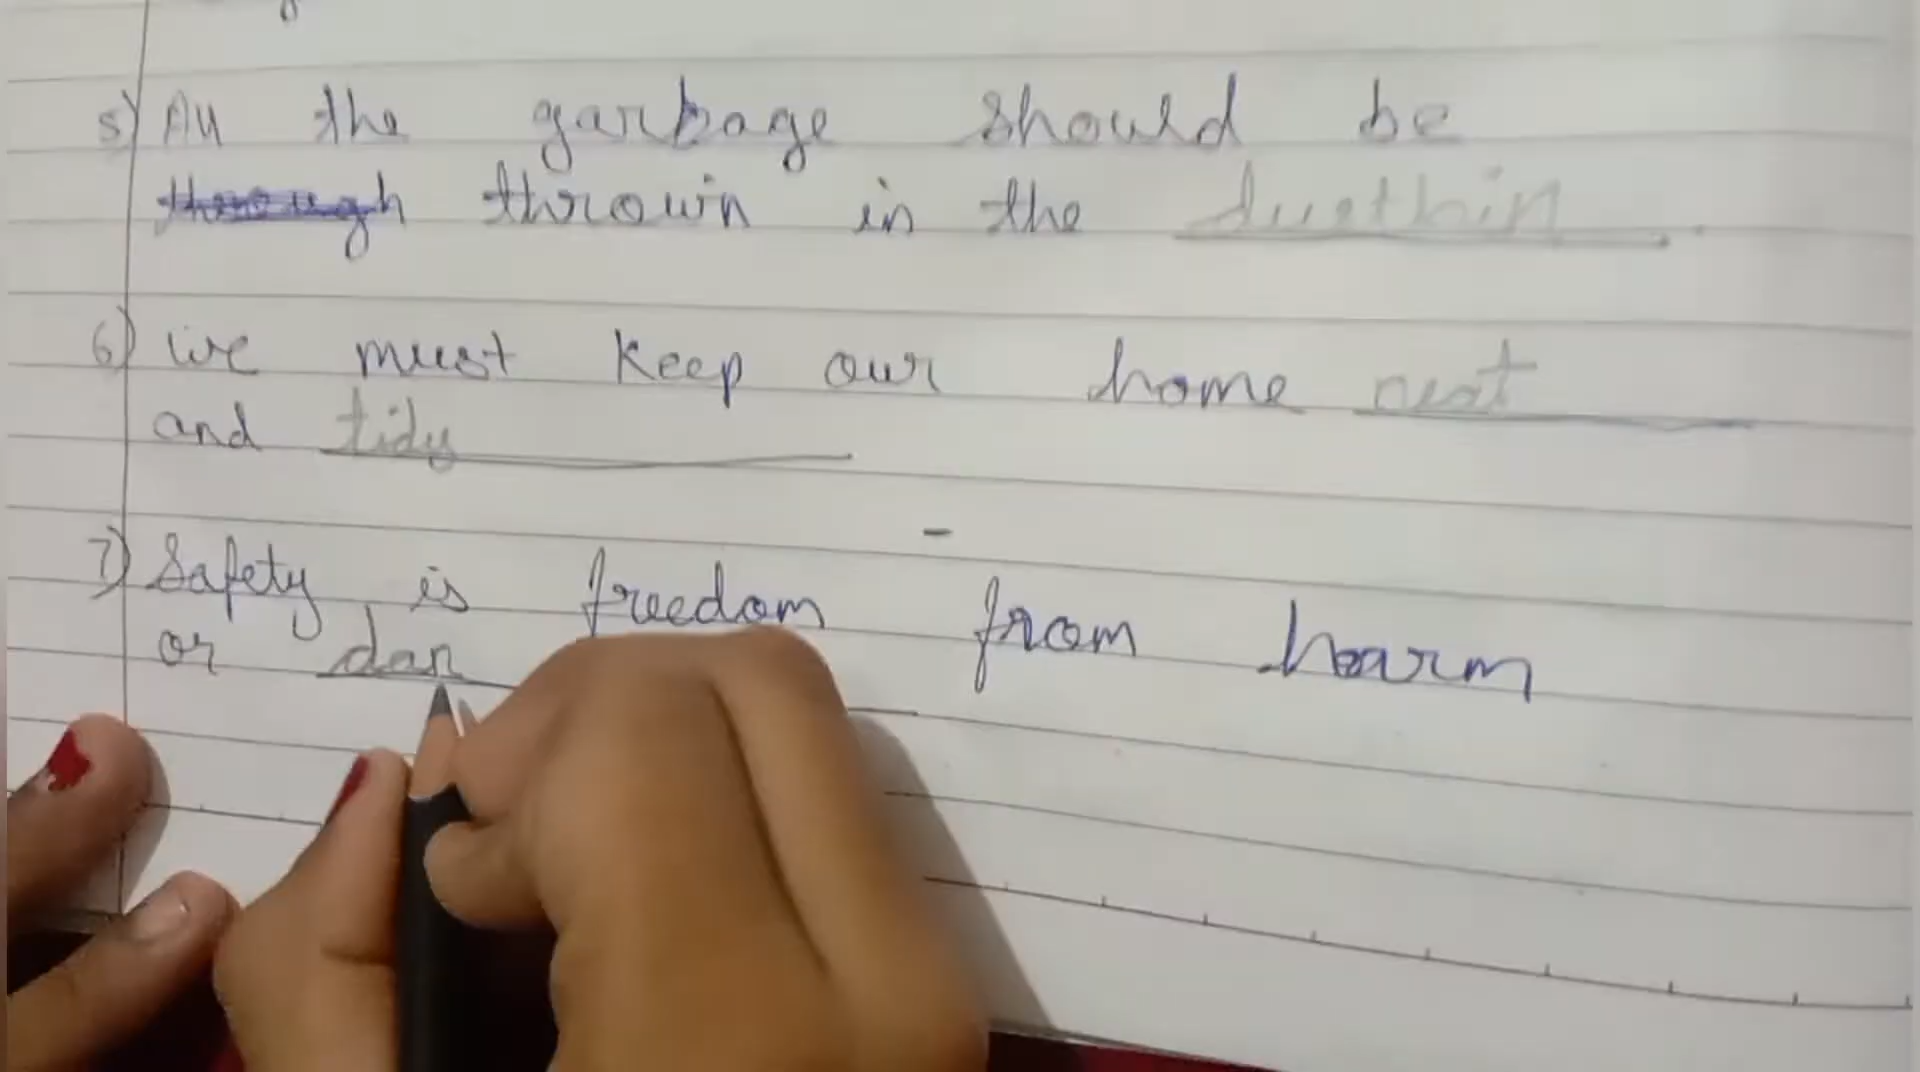 5) All the garbage should be
through thrown in the dustbin.
6) We must keep our home neat
and tidy
7) Safety is freedom from harm
or dan